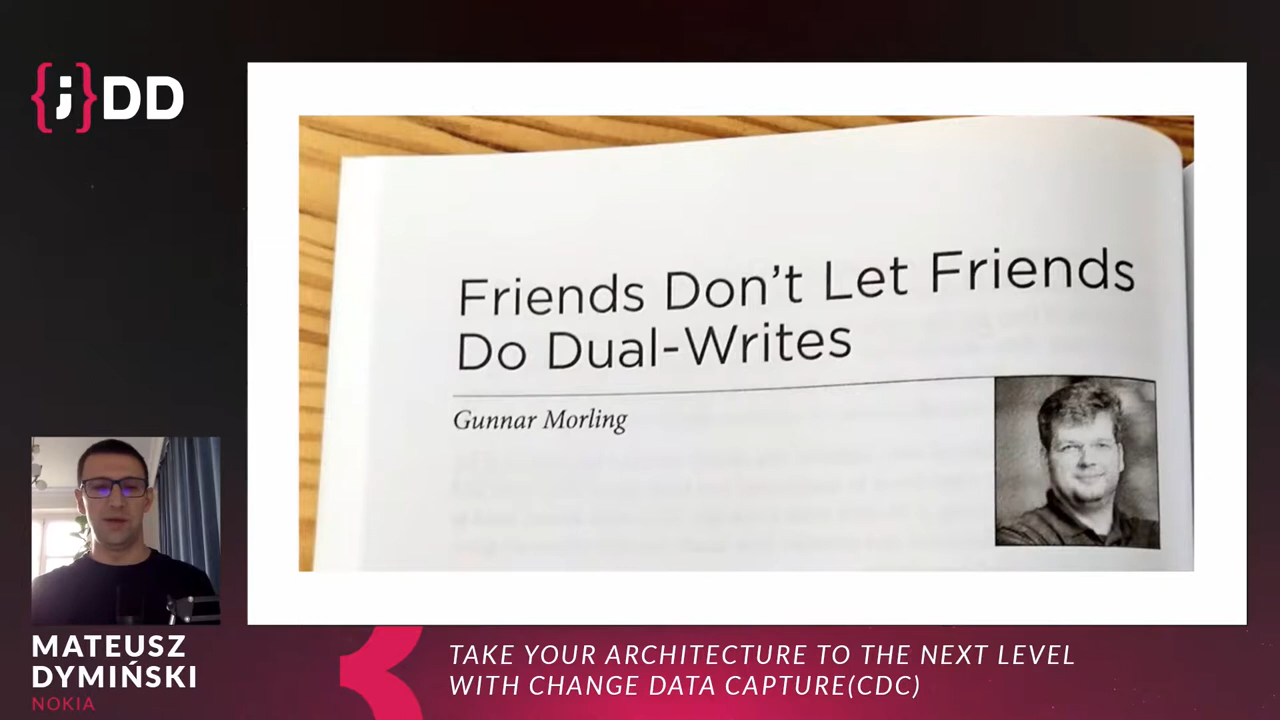 {;}DD
Friends Don't Let Friends
Do Dual-Writes
Gunnar Morling
MATEUSZ
DYMIŃSKI
NOKIA
TAKE YOUR ARCHITECTURE TO THE NEXT LEVEL
WITH CHANGE DATA CAPTURE(CDC)